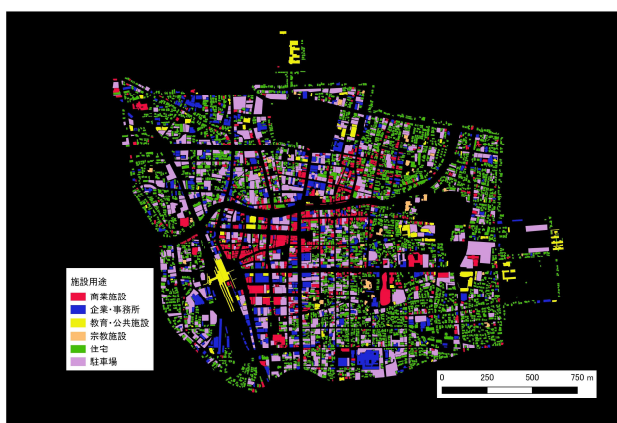 施設用途
商業施設
企業・事務所
教育・公共施設
宗教施設
住宅
駐車場
0 250 500 750 m